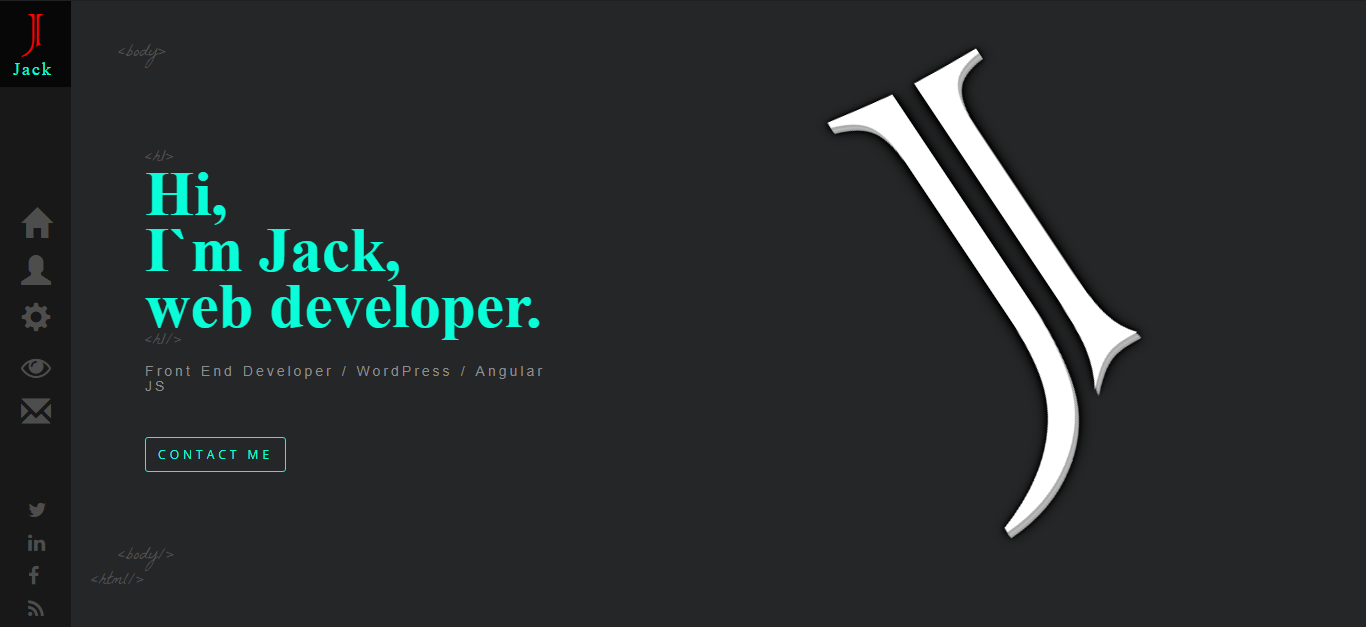 J
Jack
<body>
<h1>
Hi,
I`m Jack,
web developer.
<h1/>
Front End Developer / WordPress / Angular
JS
CONTACT ME
<body/>
<html/>
J